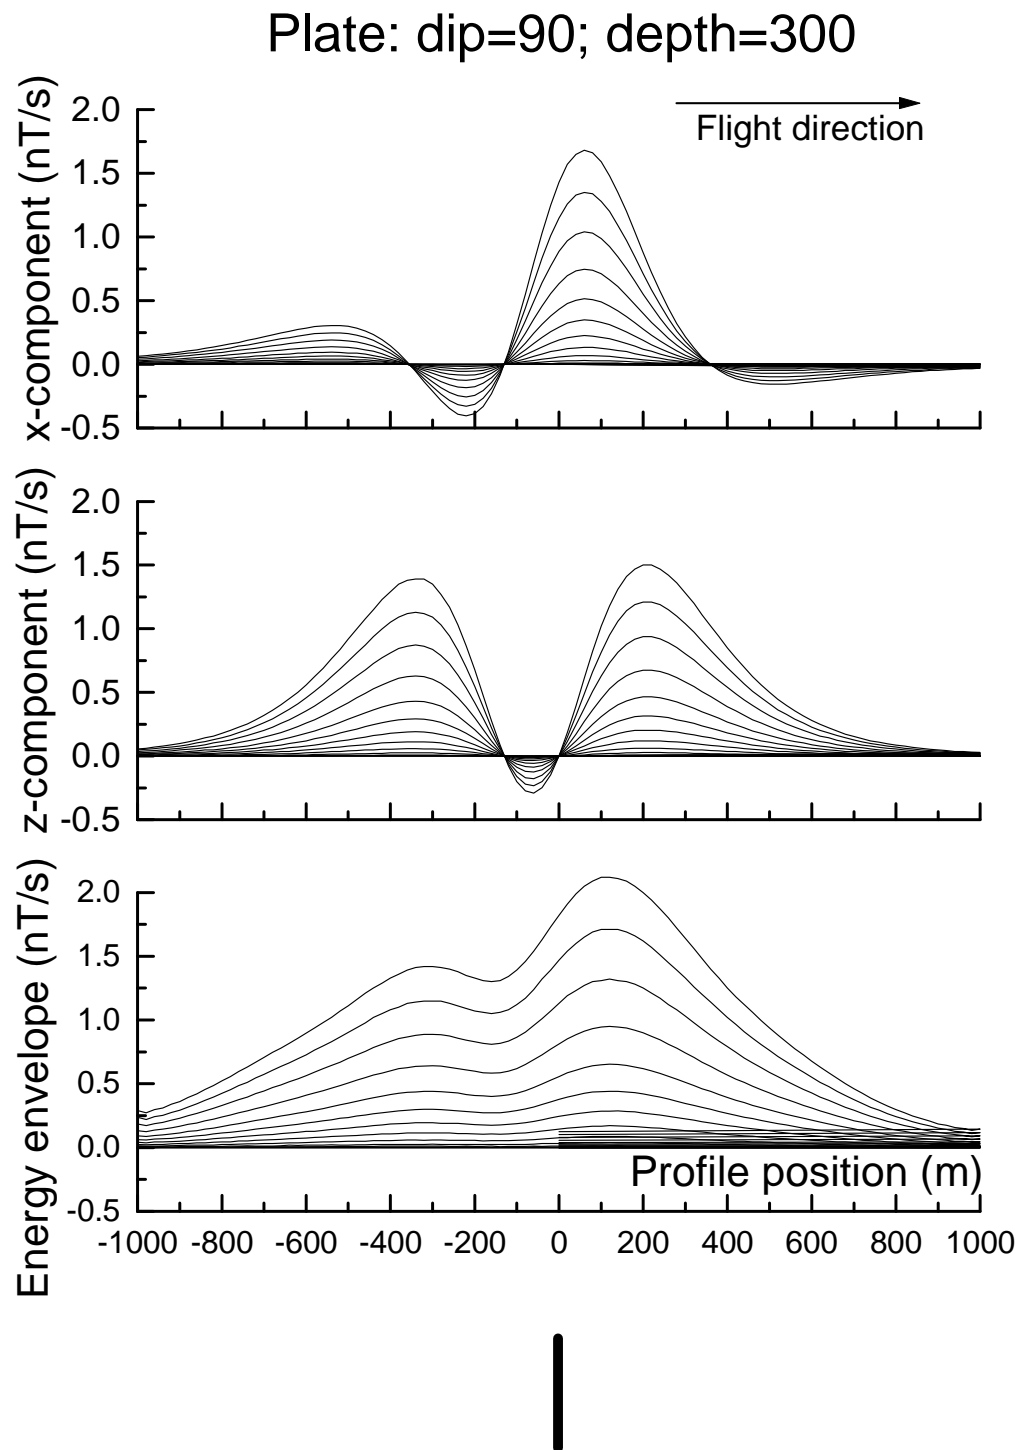 Plate: dip=90; depth=300
Flight direction
x-component (nT/s)
2.0
1.5
1.0
0.5
0.0
-0.5
z-component (nT/s)
2.0
1.5
1.0
0.5
0.0
-0.5
Energy envelope (nT/s)
2.0
1.5
1.0
0.5
0.0
-0.5
Profile position (m)
-1000 -800 -600 -400 -200 0 200 400 600 800 1000